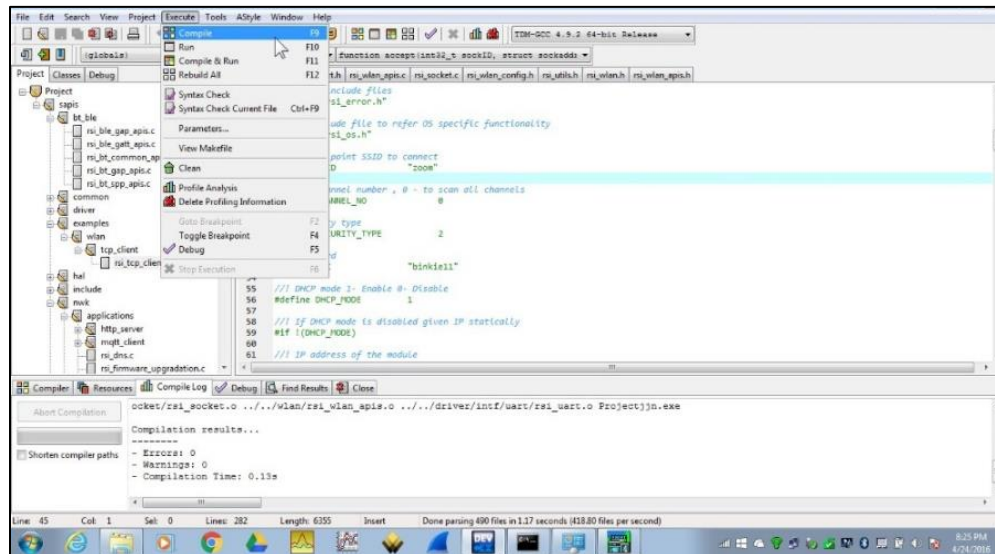 File Edit Search View Project Execute Tools AStyle Window Help
TDM-GCC 4.9.2 64-bit Release
(globals)
function accept(int32_t sockID, struct sockaddr
Project Classes Debug
rt.h rsi_wlan_apis.c rsi_socket.c rsi_wlan_config.h rsi_utils.h rsi_wlan.h rsi_wlan_apis.h
Compile F9
Run F10
Compile & Run F11
Rebuild All F12
Syntax Check
Syntax Check Current File Ctrl+F9
Parameters...
View Makefile
Clean
Profile Analysis
Delete Profiling Information
Goto Breakpoint F2
Toggle Breakpoint F4
Debug F5
Stop Execution F6
Project
sapis
bt_ble
rsi_ble_gap_apis.c
rsi_ble_gatt_apis.c
rsi_bt_common_ap
rsi_bt_gap_apis.c
rsi_bt_spp_apis.c
common
driver
examples
wlan
tcp_client
rsi_tcp_clien
hal
include
nwk
applications
http_server
mqtt_client
rsi_dns.c
rsi_firmware_upgradation.c
nclude files
si_error.h"
ude file to refer OS specific functionality
si_os.h"
point SSID to connect
D "zoom"
nnel number , 0 - to scan all channels
NNEL_NO 0
y type
URITY_TYPE 2
d
"binkie11"
54
55 //! DHCP mode 1- Enable 0- Disable
56 #define DHCP_MODE 1
57
58 //! If DHCP mode is disabled given IP statically
59 #if !(DHCP_MODE)
60
61 //! IP address of the module
Compiler Resources Compile Log Debug Find Results Close
Abort Compilation
Shorten compiler paths
ocket/rsi_socket.o ../../wlan/rsi_wlan_apis.o ../../driver/intf/uart/rsi_uart.o Projectjjn.exe
Compilation results...
--------
- Errors: 0
- Warnings: 0
- Compilation Time: 0.13s
Line: 45 Col: 1 Sel: 0 Lines: 282 Length: 6355 Insert Done parsing 490 files in 1.17 seconds (418.80 files per second)
DEV
8:25 PM
4/24/2016